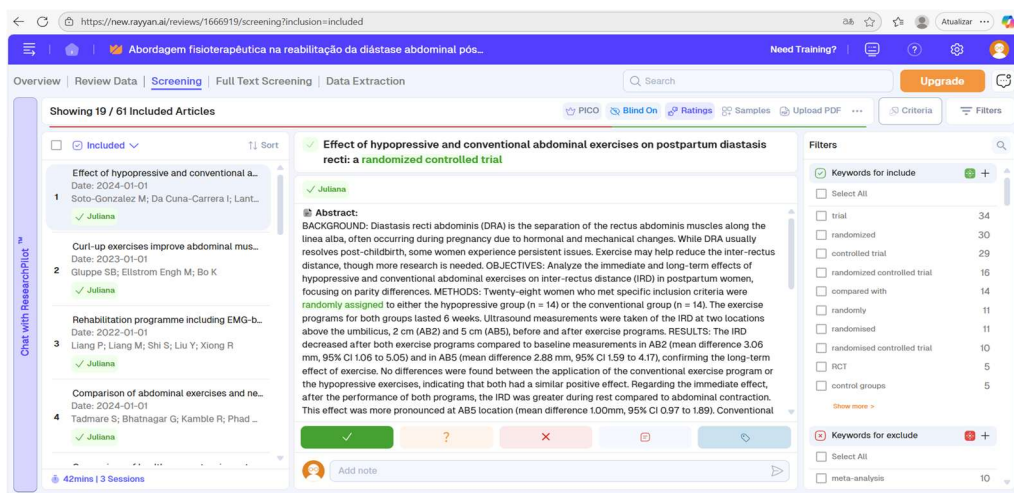 https://new.rayyan.ai/reviews/1666919/screening?inclusion=included
Atualizar
Abordagem fisioterapêutica na reabilitação da diástase abdominal pós...
Need Training?
Overview | Review Data | Screening | Full Text Screening | Data Extraction
Search
Upgrade
Showing 19 / 61 Included Articles
PICO
Blind On
Ratings
Samples
Upload PDF
Criteria
Filters
Chat with ResearchPilot ™
Included
Sort
1
Effect of hypopressive and conventional a...
Date: 2024-01-01
Soto-Gonzalez M; Da Cuna-Carrera I; Lant...
Juliana
2
Curl-up exercises improve abdominal mus...
Date: 2023-01-01
Gluppe SB; Ellstrom Engh M; Bo K
Juliana
3
Rehabilitation programme including EMG-b...
Date: 2022-01-01
Liang P; Liang M; Shi S; Liu Y; Xiong R
Juliana
4
Comparison of abdominal exercises and ne...
Date: 2024-01-01
Tadmare S; Bhatnagar G; Kamble R; Phad ...
Juliana
42mins | 3 Sessions
Effect of hypopressive and conventional abdominal exercises on postpartum diastasis
recti: a randomized controlled trial
Juliana
Abstract:
BACKGROUND: Diastasis recti abdominis (DRA) is the separation of the rectus abdominis muscles along the
linea alba, often occurring during pregnancy due to hormonal and mechanical changes. While DRA usually
resolves post-childbirth, some women experience persistent issues. Exercise may help reduce the inter-rectus
distance, though more research is needed. OBJECTIVES: Analyze the immediate and long-term effects of
hypopressive and conventional abdominal exercises on inter-rectus distance (IRD) in postpartum women,
focusing on parity differences. METHODS: Twenty-eight women who met specific inclusion criteria were
randomly assigned to either the hypopressive group (n = 14) or the conventional group (n = 14). The exercise
programs for both groups lasted 6 weeks. Ultrasound measurements were taken of the IRD at two locations
above the umbilicus, 2 cm (AB2) and 5 cm (AB5), before and after exercise programs. RESULTS: The IRD
decreased after both exercise programs compared to baseline measurements in AB2 (mean difference 3.06
mm, 95% CI 1.06 to 5.05) and in AB5 (mean difference 2.88 mm, 95% CI 1.59 to 4.17), confirming the long-term
effect of exercise. No differences were found between the application of the conventional exercise program or
the hypopressive exercises, indicating that both had a similar positive effect. Regarding the immediate effect,
after the performance of both programs, the IRD was greater during rest compared to abdominal contraction.
This effect was more pronounced at AB5 location (mean difference 1.00mm, 95% CI 0.97 to 1.89). Conventional
Add note
Filters
Keywords for include
Select All
trial 34
randomized 30
controlled trial 29
randomized controlled trial 16
compared with 14
randomly 11
randomised 11
randomised controlled trial 10
RCT 5
control groups 5
Show more >
Keywords for exclude
Select All
meta-analysis 10